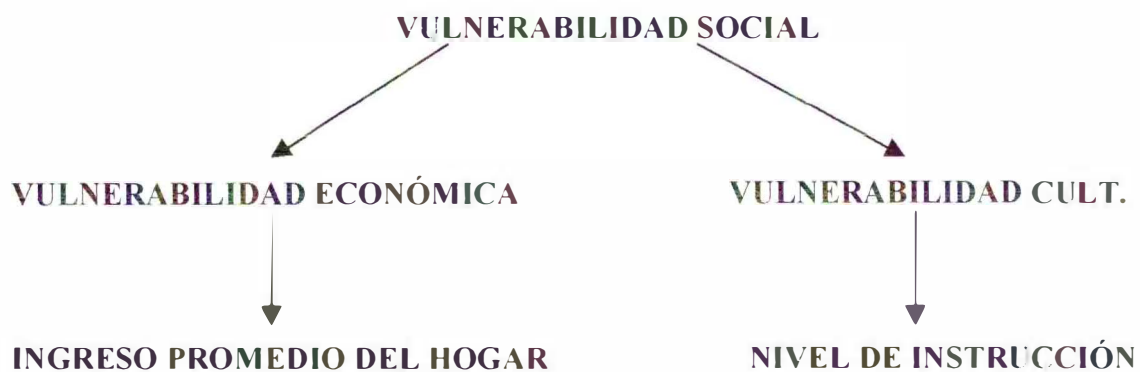 VULNERABILIDAD SOCIAL
VULNERABILIDAD ECONÓMICA
VULNERABILIDAD CULT.
INGRESO PROMEDIO DEL HOGAR
NIVEL DE INSTRUCCIÓN